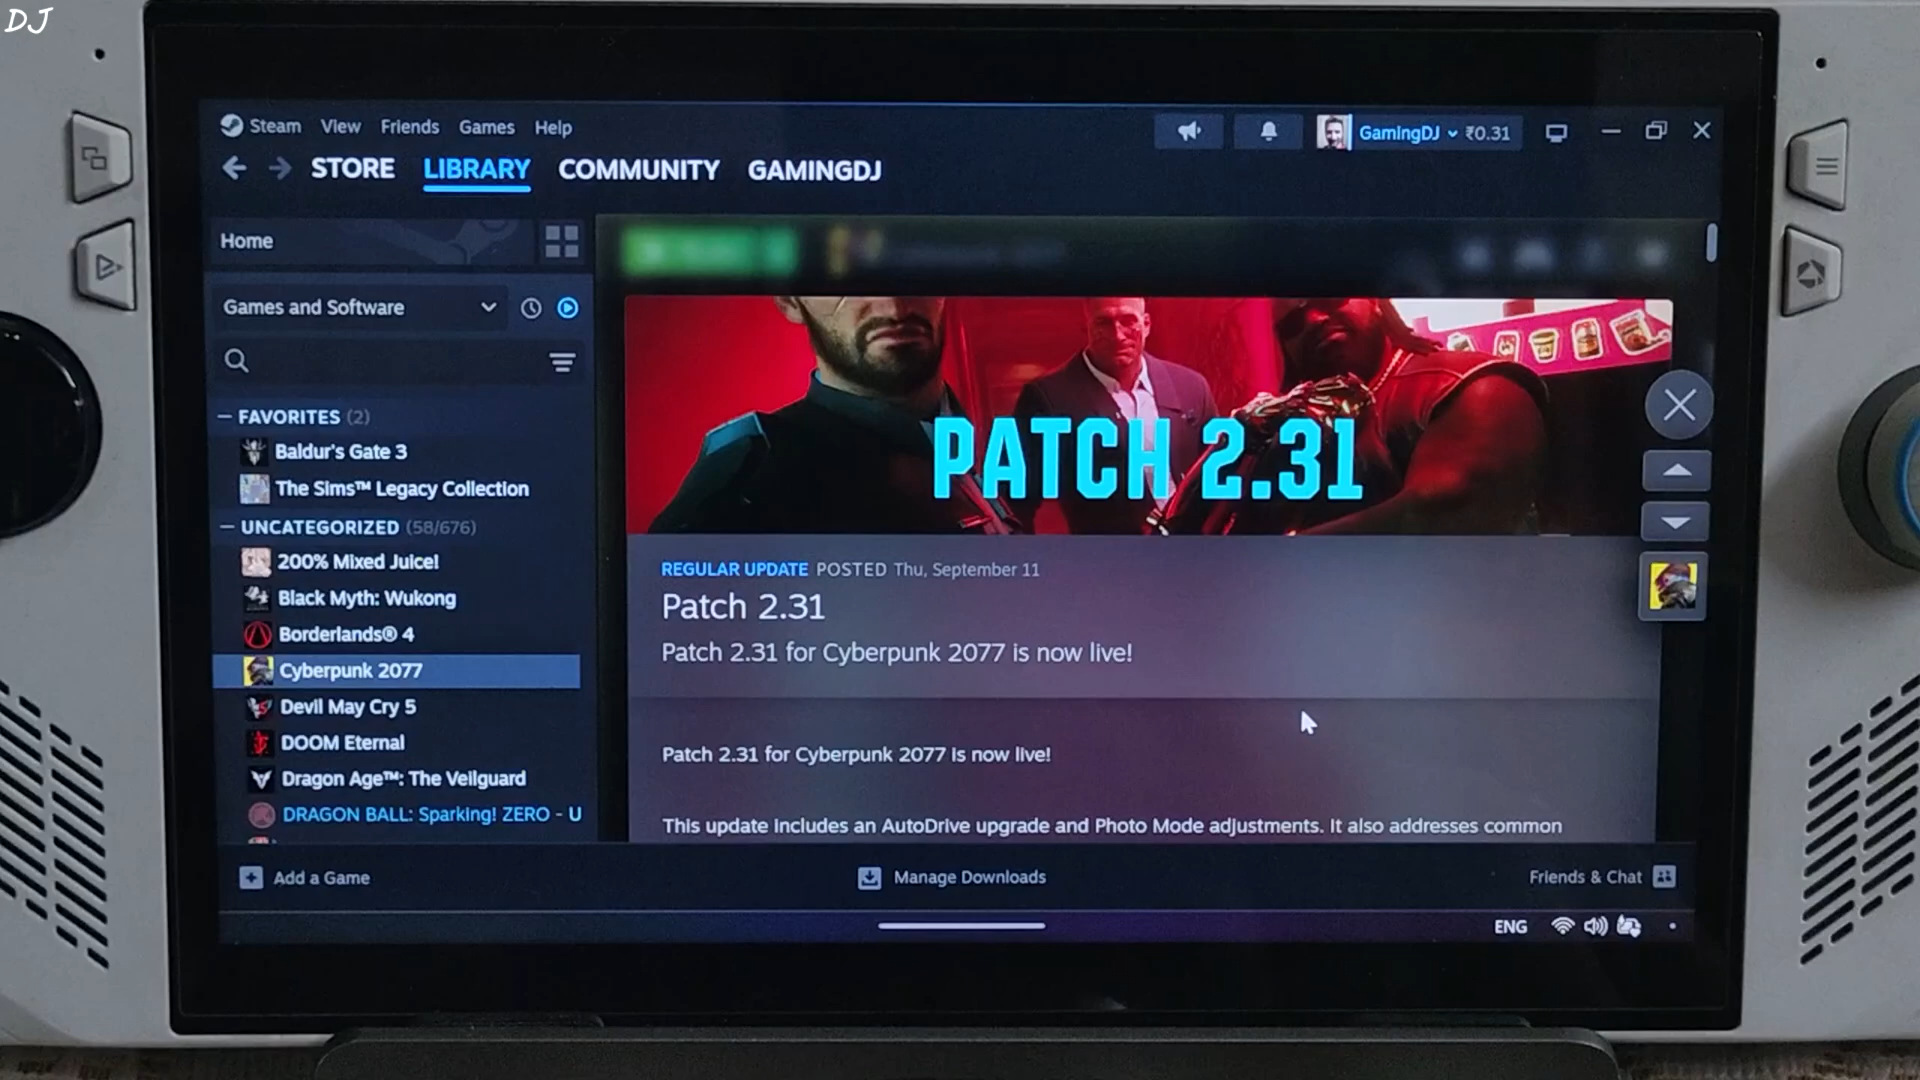 DJ
Steam View Friends Games Help
GamingDJ ₹0.31
STORE LIBRARY COMMUNITY GAMINGDJ
Home
Games and Software
FAVORITES (2)
Baldur's Gate 3
The Sims™ Legacy Collection
UNCATEGORIZED (58/676)
200% Mixed Juice!
Black Myth: Wukong
Borderlands® 4
Cyberpunk 2077
Devil May Cry 5
DOOM Eternal
Dragon Age™: The Veilguard
DRAGON BALL: Sparking! ZERO - U
PATCH 2.31
REGULAR UPDATE POSTED Thu, September 11
Patch 2.31
Patch 2.31 for Cyberpunk 2077 is now live!
Patch 2.31 for Cyberpunk 2077 is now live!
This update includes an AutoDrive upgrade and Photo Mode adjustments. It also addresses common
Add a Game
Manage Downloads
Friends & Chat
ENG